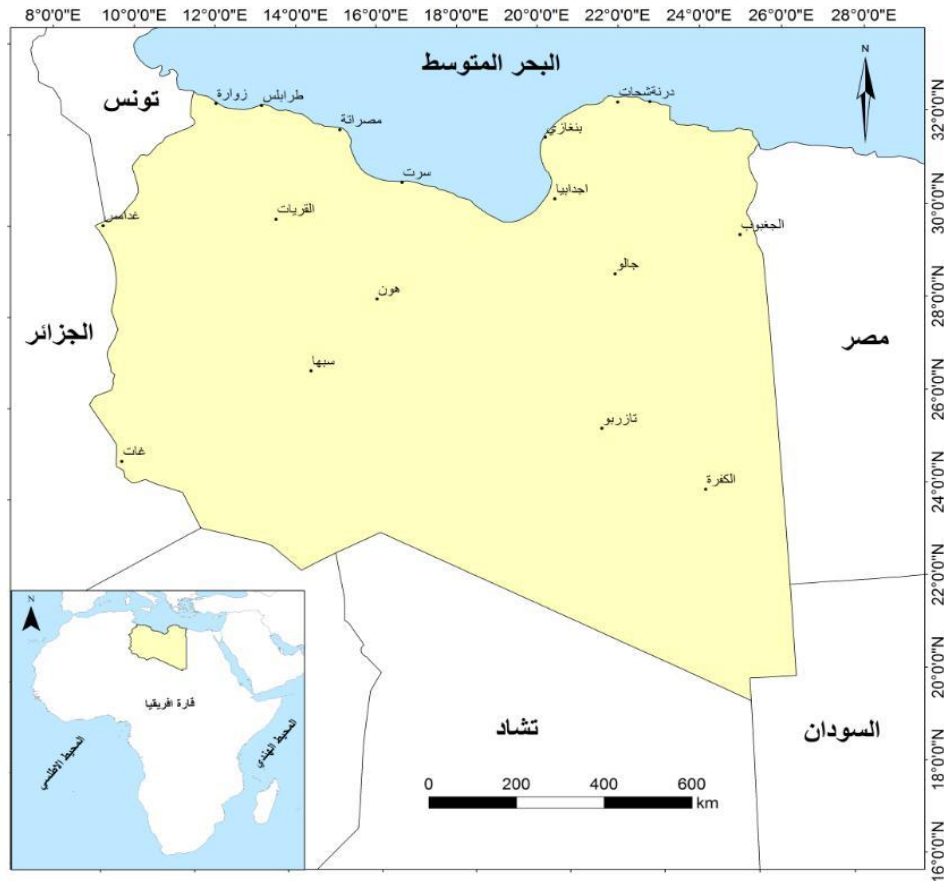 8°0'0"E 10°0'0"E 12°0'0"E 14°0'0"E 16°0'0"E 18°0'0"E 20°0'0"E 22°0'0"E 24°0'0"E 26°0'0"E 28°0'0"E
N
البحر المتوسط
تونس
زوارة
طرابلس
مصراتة
سرت
درنة
شحات
بنغازي
اجدابيا
القريات
غدامس
الجغبوب
جالو
هون
الجزائر
مصر
سبها
تازربو
غات
الكفرة
32°0'0"N
30°0'0"N
28°0'0"N
26°0'0"N
24°0'0"N
22°0'0"N
20°0'0"N
18°0'0"N
16°0'0"N
تشاد
السودان
0 200 400 600
km
N
قارة افريقيا
المحيط الاطلسي
المحيط الهندي